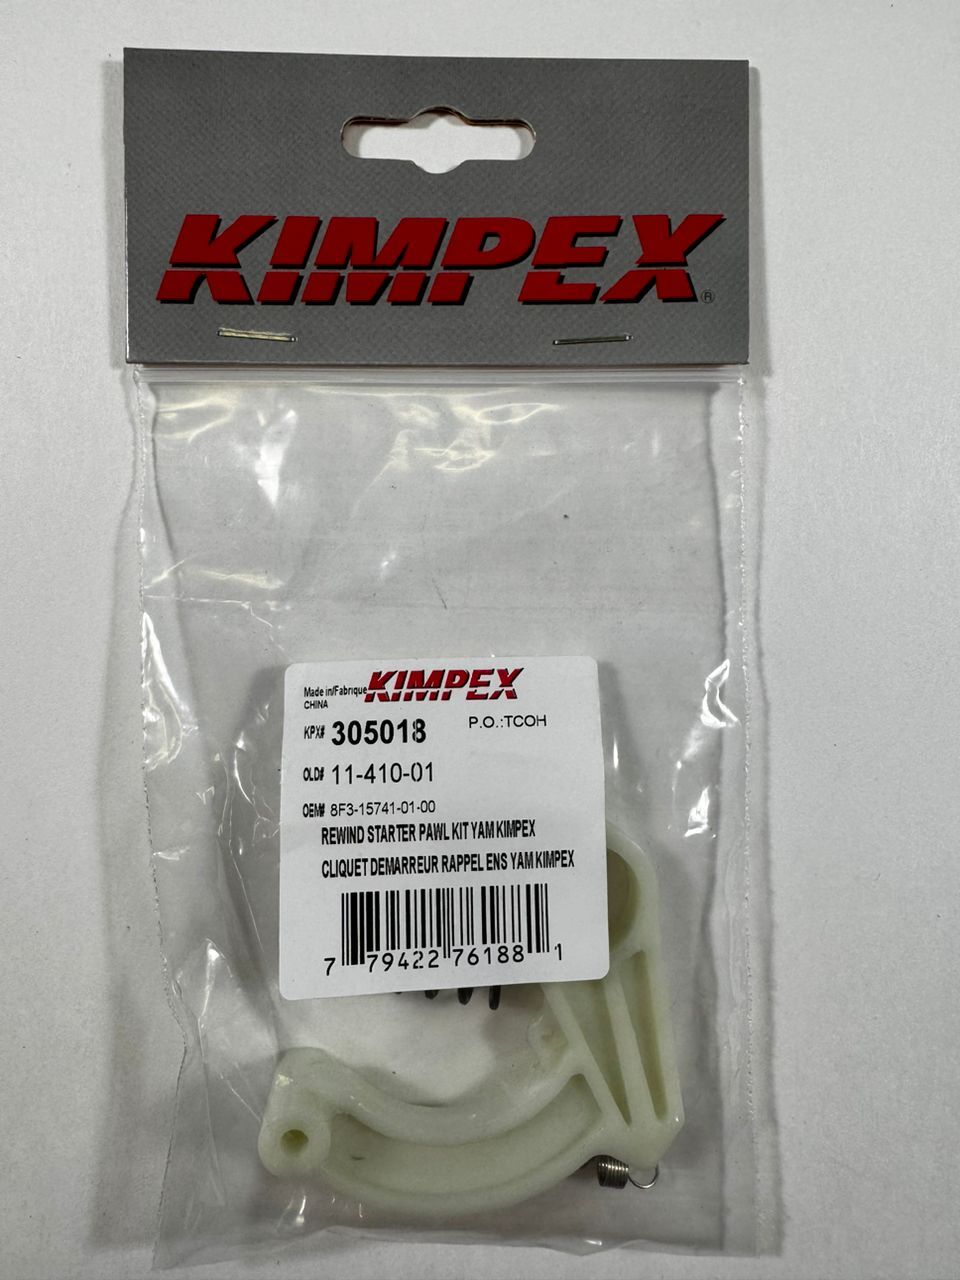 KIMPEX®
Made in/Fabrique KIMPEX
CHINA
KPX# 305018 P.O.:TCOH
OLD# 11-410-01
OEM# 8F3-15741-01-00
REWIND STARTER PAWL KIT YAM KIMPEX
CLIQUET DEMARREUR RAPPEL ENS YAM KIMPEX
7 79422 76188 1